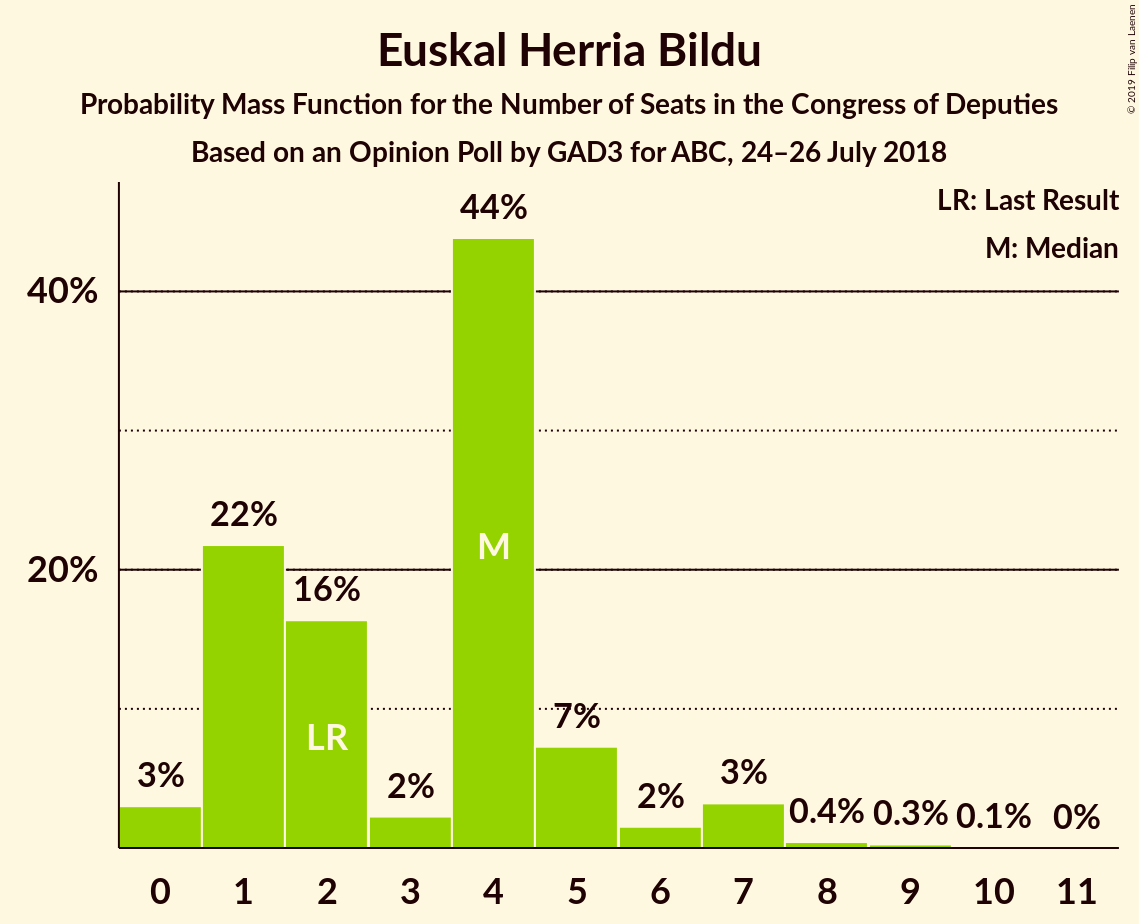 Euskal Herria Bildu
Probability Mass Function for the Number of Seats in the Congress of Deputies
Based on an Opinion Poll by GAD3 for ABC, 24–26 July 2018
© 2019 Filip van Laenen
LR: Last Result
M: Median
44%
40%
22%
M
20%
16%
LR
7%
3%
2%
2%
3%
0.4%
0.3%
0.1%
0%
0 1 2 3 4 5 6 7 8 9 10 11